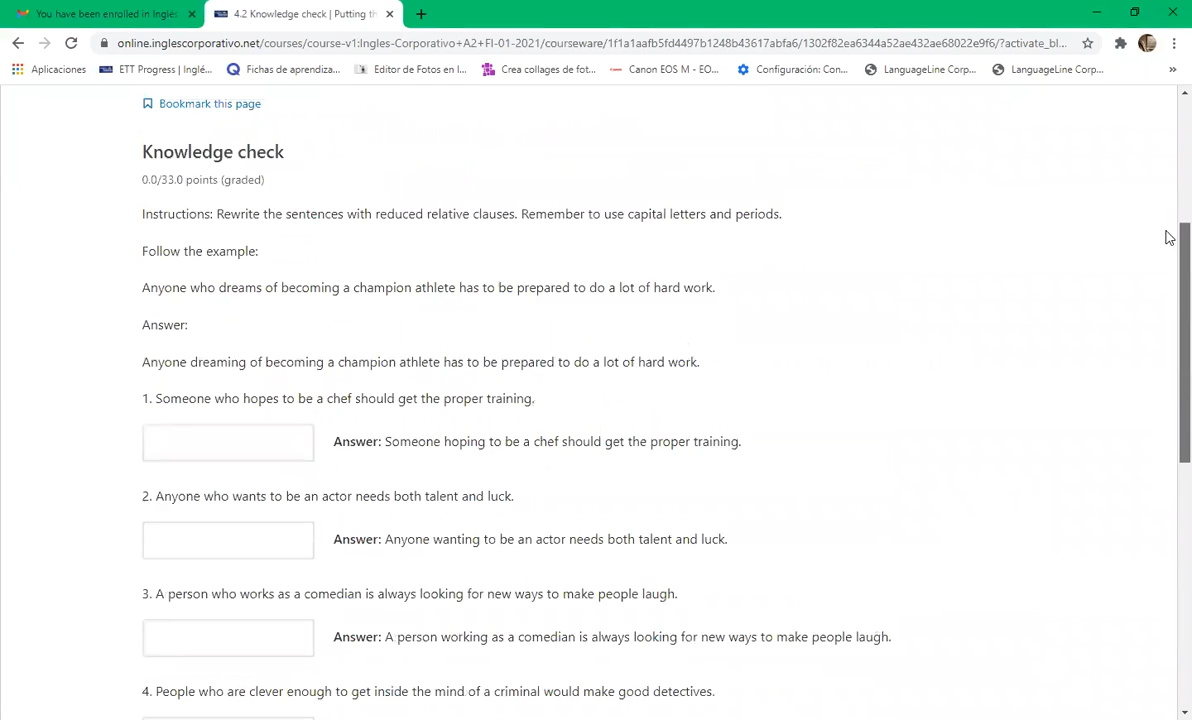 You have been enrolled in Inglés
4.2 Knowledge check | Putting th
online.inglescorporativo.net/courses/course-v1:Ingles-Corporativo+A2+FI-01-2021/courseware/1f1a1aafb5fd4497b1248b43617abfa6/1302f82ea6344a52ae432ae68022e9f6/?activate_bl...
Aplicaciones
ETT Progress | Inglé...
Fichas de aprendiza...
Editor de Fotos en l...
Crea collages de fot...
Canon EOS M - EO...
Configuración: Con...
LanguageLine Corp...
LanguageLine Corp...
Bookmark this page
Knowledge check
0.0/33.0 points (graded)
Instructions: Rewrite the sentences with reduced relative clauses. Remember to use capital letters and periods.
Follow the example:
Anyone who dreams of becoming a champion athlete has to be prepared to do a lot of hard work.
Answer:
Anyone dreaming of becoming a champion athlete has to be prepared to do a lot of hard work.
1. Someone who hopes to be a chef should get the proper training.
Answer: Someone hoping to be a chef should get the proper training.
2. Anyone who wants to be an actor needs both talent and luck.
Answer: Anyone wanting to be an actor needs both talent and luck.
3. A person who works as a comedian is always looking for new ways to make people laugh.
Answer: A person working as a comedian is always looking for new ways to make people laugh.
4. People who are clever enough to get inside the mind of a criminal would make good detectives.